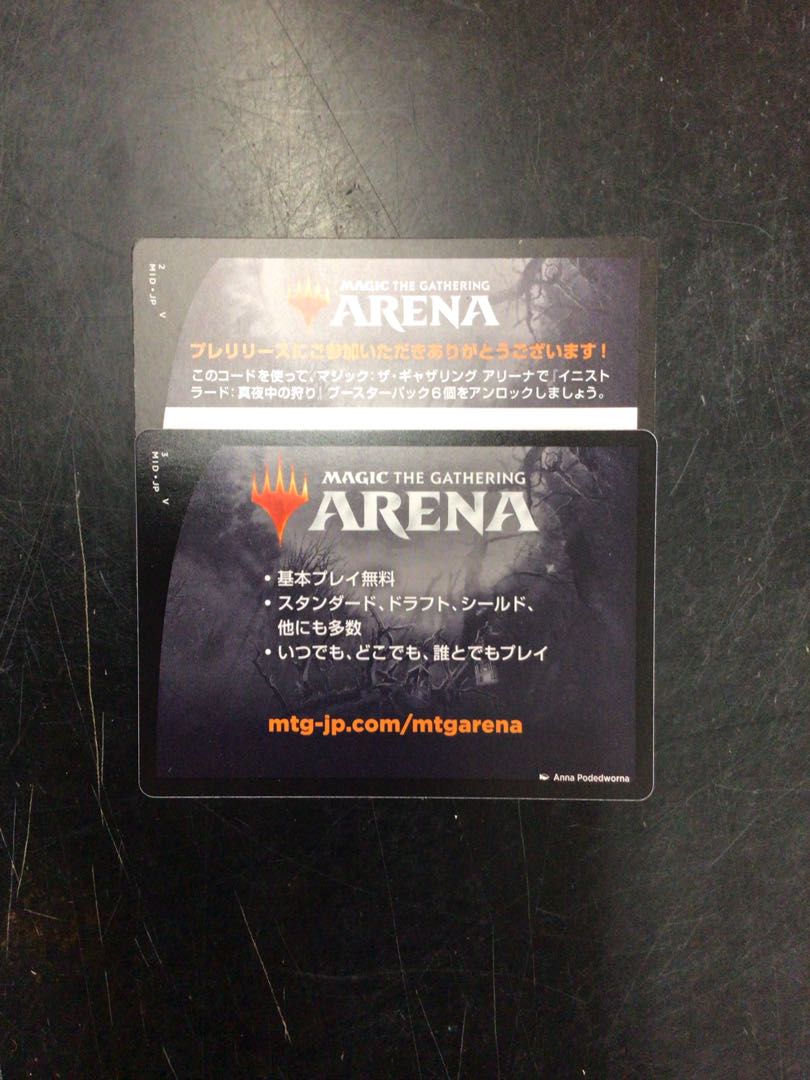 2 MID・JP V
MAGIC THE GATHERING
ARENA
プレリリースにご参加いただきありがとうございます！
このコードを使って、マジック：ザ・ギャザリング アリーナで『イニスト
ラード：真夜中の狩り』ブースターパック6個をアンロックしましょう。
3 MID・JP V
MAGIC THE GATHERING
ARENA
• 基本プレイ無料
• スタンダード、ドラフト、シールド、
他にも多数
• いつでも、どこでも、誰とでもプレイ
mtg-jp.com/mtgarena
Anna Podedworna